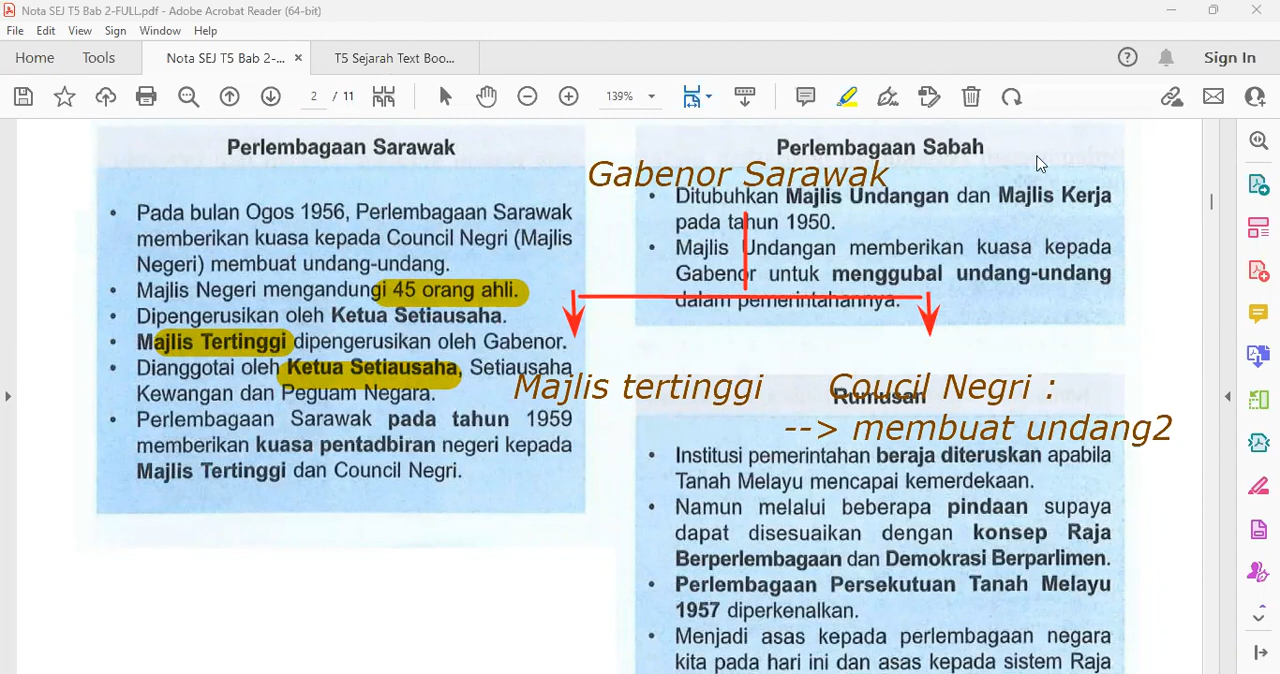 Nota SEJ T5 Bab 2-FULL.pdf - Adobe Acrobat Reader (64-bit)
File Edit View Sign Window Help
Home Tools Nota SEJ T5 Bab 2-... × T5 Sejarah Text Boo... Sign In
2 / 11 139%
Perlembagaan Sarawak
• Pada bulan Ogos 1956, Perlembagaan Sarawak
memberikan kuasa kepada Council Negri (Majlis
Negeri) membuat undang-undang.
• Majlis Negeri mengandungi 45 orang ahli.
• Dipengerusikan oleh Ketua Setiausaha.
• Majlis Tertinggi dipengerusikan oleh Gabenor.
• Dianggotai oleh Ketua Setiausaha, Setiausaha
Kewangan dan Peguam Negara.
• Perlembagaan Sarawak pada tahun 1959
memberikan kuasa pentadbiran negeri kepada
Majlis Tertinggi dan Council Negri.
Perlembagaan Sabah
Gabenor Sarawak
• Ditubuhkan Majlis Undangan dan Majlis Kerja
pada tahun 1950.
• Majlis Undangan memberikan kuasa kepada
Gabenor untuk menggubal undang-undang
dalam pemerintahannya.
Majlis tertinggi
Coucil Negri :
--> membuat undang2
Rumusan
• Institusi pemerintahan beraja diteruskan apabila
Tanah Melayu mencapai kemerdekaan.
• Namun melalui beberapa pindaan supaya
dapat disesuaikan dengan konsep Raja
Berperlembagaan dan Demokrasi Berparlimen.
• Perlembagaan Persekutuan Tanah Melayu
1957 diperkenalkan.
• Menjadi asas kepada perlembagaan negara
kita pada hari ini dan asas kepada sistem Raja